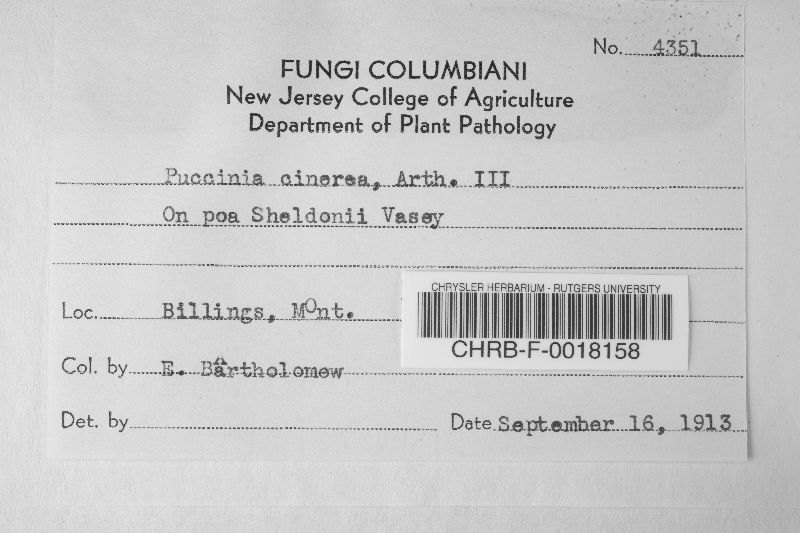 No. 4351
FUNGI COLUMBIANI
New Jersey College of Agriculture
Department of Plant Pathology
Puccinia cinerea, Arth. III
On poa Sheldonii Vasey
Loc. Billings, Mont.
CHRYSLER HERBARIUM - RUTGERS UNIVERSITY
CHRB-F-0018158
Col. by E. Bartholomew
Det. by
Date September 16, 1913